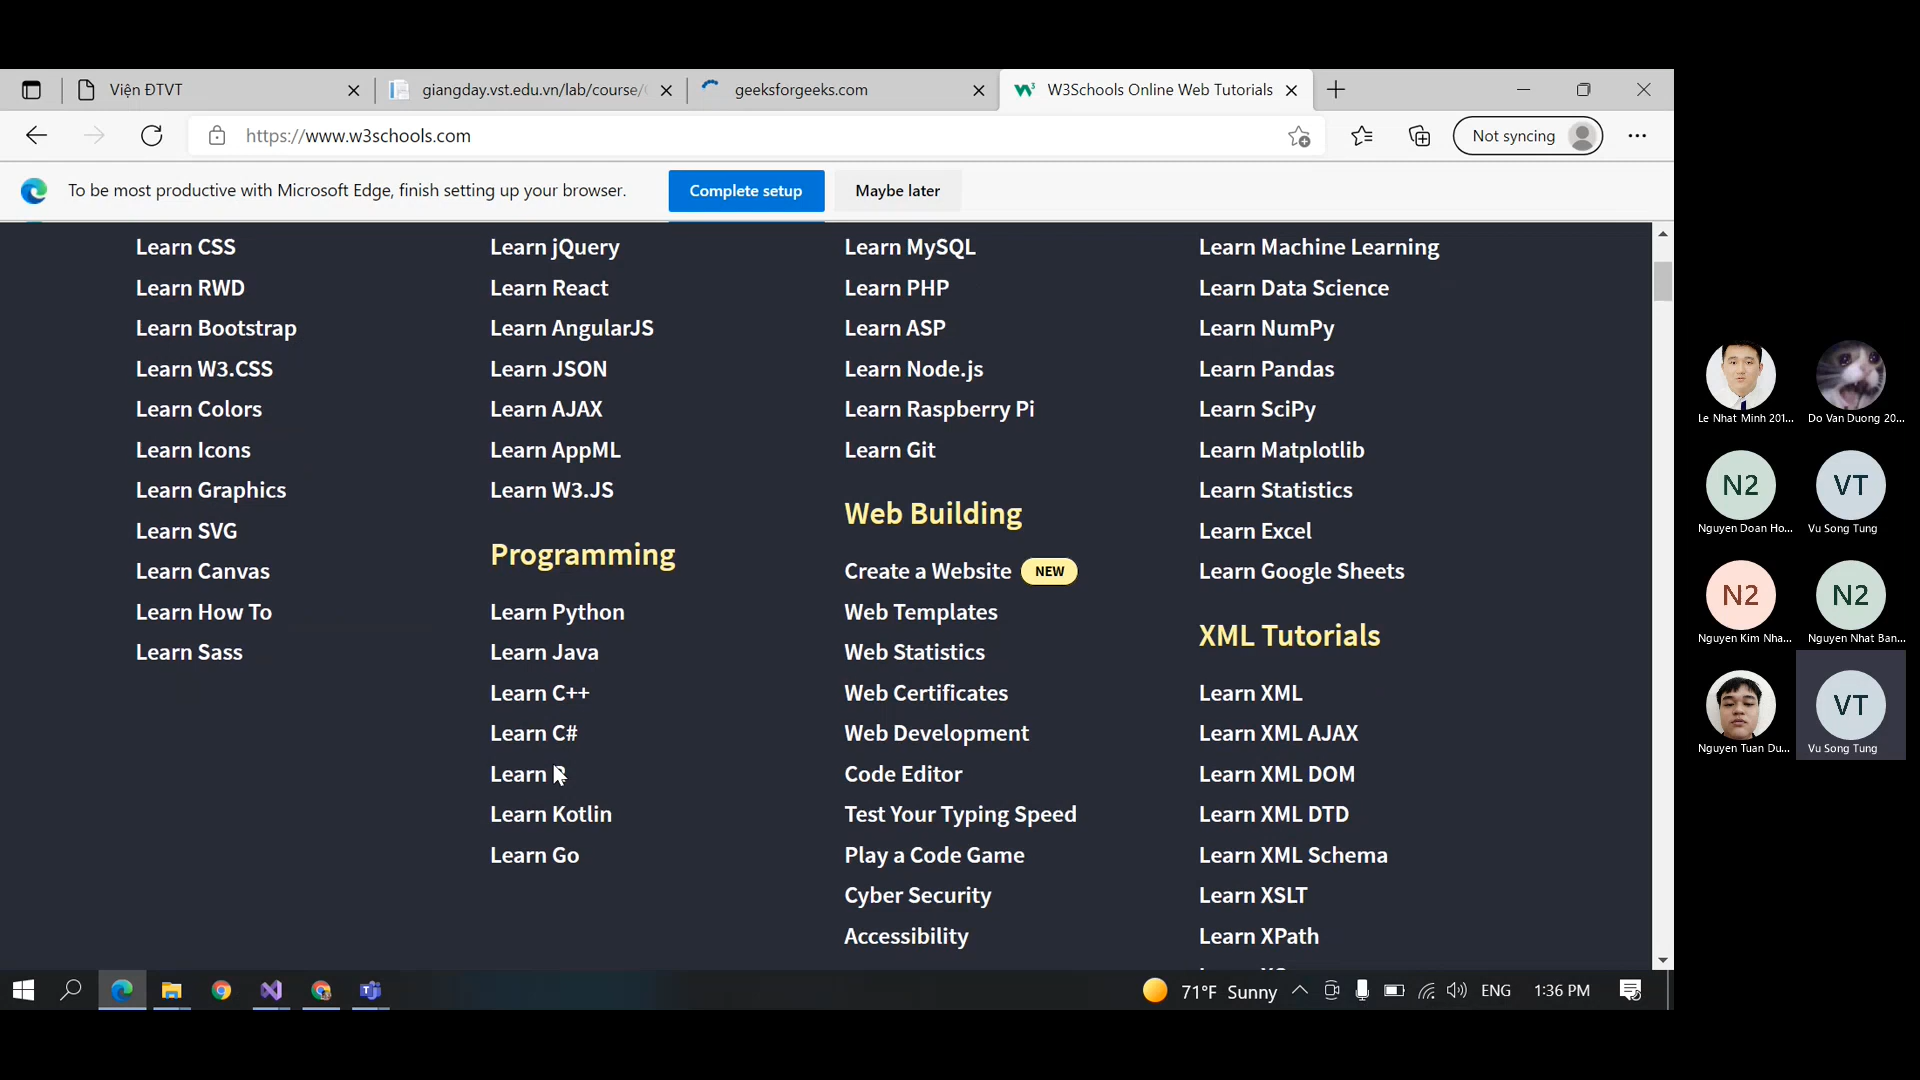 Viện ĐTVT
giangday.vst.edu.vn/lab/course/
geeksforgeeks.com
W3Schools Online Web Tutorials
https://www.w3schools.com
Not syncing
To be most productive with Microsoft Edge, finish setting up your browser.
Complete setup
Maybe later
Learn CSS
Learn RWD
Learn Bootstrap
Learn W3.CSS
Learn Colors
Learn Icons
Learn Graphics
Learn SVG
Learn Canvas
Learn How To
Learn Sass
Learn jQuery
Learn React
Learn AngularJS
Learn JSON
Learn AJAX
Learn AppML
Learn W3.JS
Programming
Learn Python
Learn Java
Learn C++
Learn C#
Learn
Learn Kotlin
Learn Go
Learn MySQL
Learn PHP
Learn ASP
Learn Node.js
Learn Raspberry Pi
Learn Git
Web Building
Create a Website NEW
Web Templates
Web Statistics
Web Certificates
Web Development
Code Editor
Test Your Typing Speed
Play a Code Game
Cyber Security
Accessibility
Learn Machine Learning
Learn Data Science
Learn NumPy
Learn Pandas
Learn SciPy
Learn Matplotlib
Learn Statistics
Learn Excel
Learn Google Sheets
XML Tutorials
Learn XML
Learn XML AJAX
Learn XML DOM
Learn XML DTD
Learn XML Schema
Learn XSLT
Learn XPath
Le Nhat Minh 201...
Do Van Duong 20...
N2
VT
Nguyen Doan Ho...
Vu Song Tung
N2
N2
Nguyen Kim Nha...
Nguyen Nhat Ban...
VT
Nguyen Tuan Du...
Vu Song Tung
71°F Sunny
ENG
1:36 PM